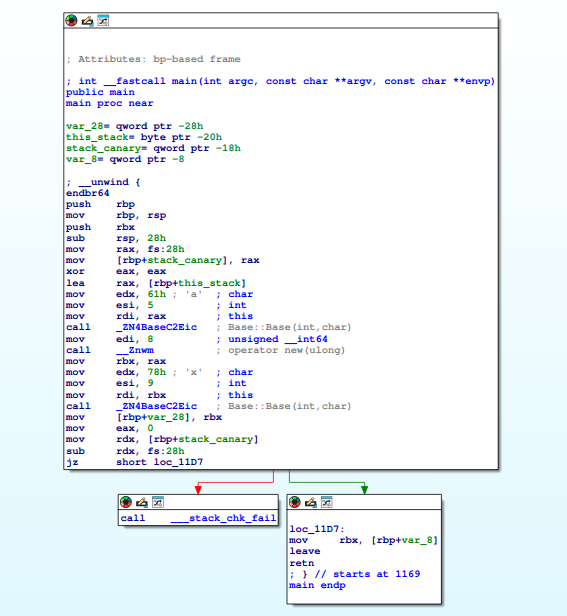 ; Attributes: bp-based frame
; int __fastcall main(int argc, const char **argv, const char **envp)
public main
main proc near
var_28= qword ptr -28h
this_stack= byte ptr -20h
stack_canary= qword ptr -18h
var_8= qword ptr -8
; __unwind {
endbr64
push rbp
mov rbp, rsp
push rbx
sub rsp, 28h
mov rax, fs:28h
mov [rbp+stack_canary], rax
xor eax, eax
lea rax, [rbp+this_stack]
mov edx, 61h ; 'a' ; char
mov esi, 5 ; int
mov rdi, rax ; this
call _ZN4BaseC2Eic ; Base::Base(int,char)
mov edi, 8 ; unsigned __int64
call __Znwm ; operator new(ulong)
mov rbx, rax
mov edx, 78h ; 'x' ; char
mov esi, 9 ; int
mov rdi, rbx ; this
call _ZN4BaseC2Eic ; Base::Base(int,char)
mov [rbp+var_28], rbx
mov eax, 0
mov rdx, [rbp+stack_canary]
sub rdx, fs:28h
jz short loc_11D7
call ___stack_chk_fail
loc_11D7:
mov rbx, [rbp+var_8]
leave
retn
; } // starts at 1169
main endp